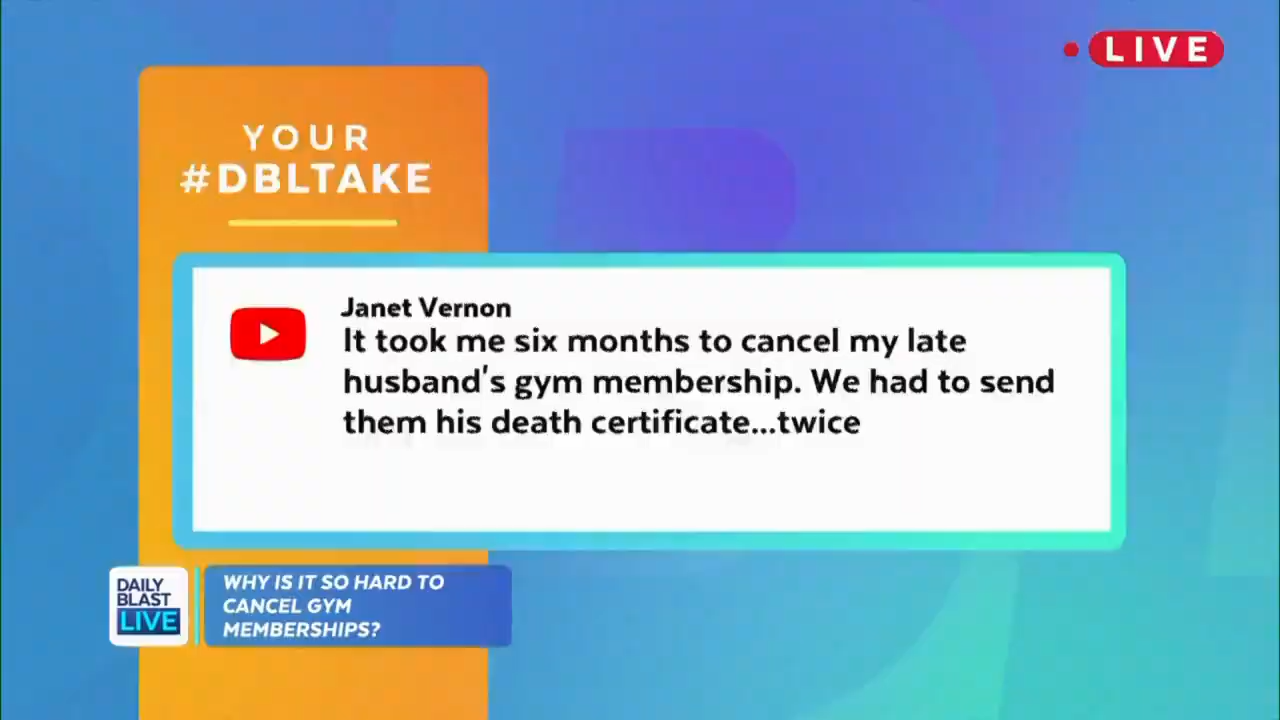 LIVE
YOUR
#DBLTAKE
Janet Vernon
It took me six months to cancel my late
husband's gym membership. We had to send
them his death certificate...twice
DAILY
BLAST
LIVE
WHY IS IT SO HARD TO
CANCEL GYM
MEMBERSHIPS?